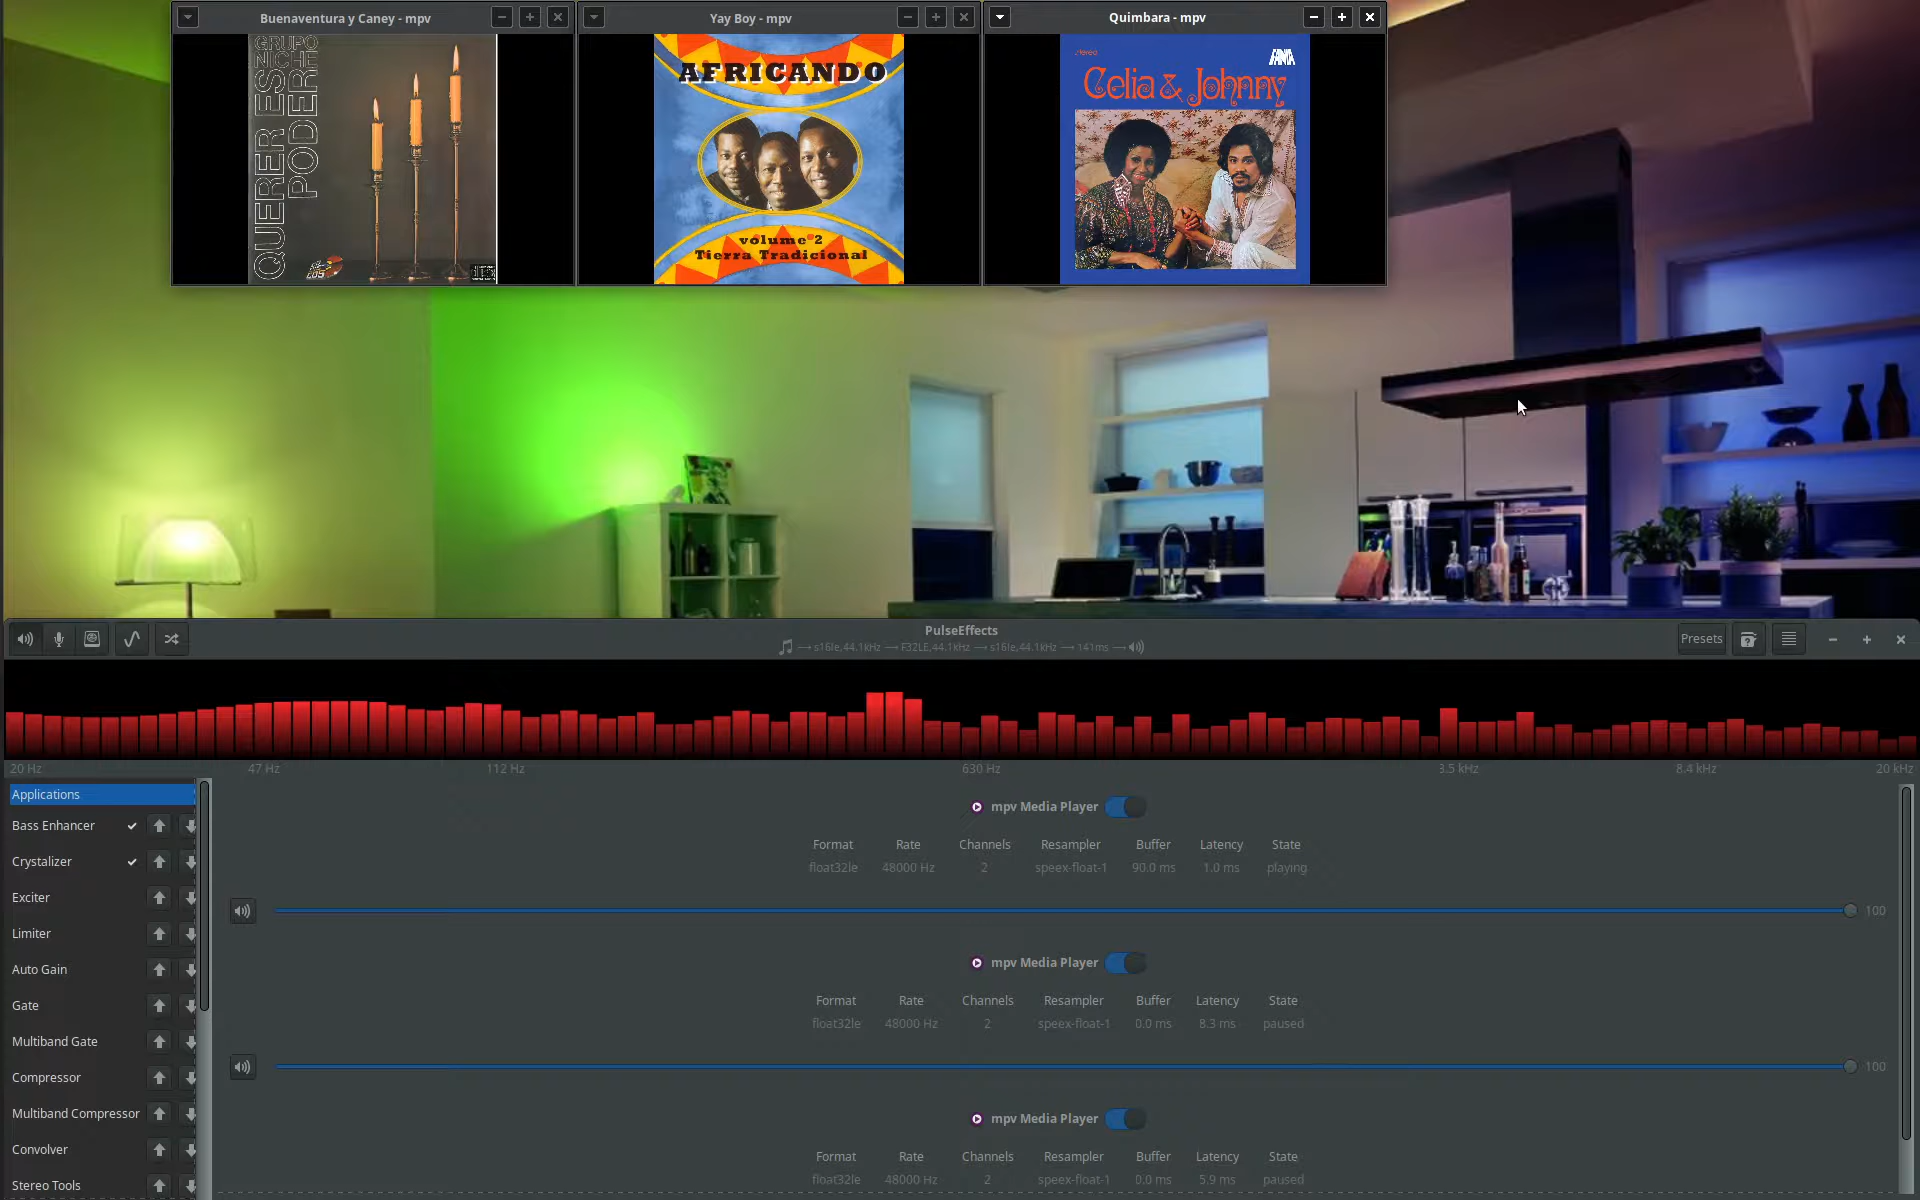 Buenaventura y Caney - mpv
Yay Boy - mpv
Quimbara - mpv
GRUPO
NICHE
QUERER ES
PODER
AFRICANDO
volume 2
Tierra Tradicional
stereo
FANIA
Celia & Johnny
PulseEffects
s16le,44.1kHz → F32LE,44.1kHz → s16le,44.1kHz → 141ms →
Presets
20 Hz 47 Hz 112 Hz 630 Hz 3.5 kHz 8.4 kHz 20 kHz
Applications
Bass Enhancer
Crystalizer
Exciter
Limiter
Auto Gain
Gate
Multiband Gate
Compressor
Multiband Compressor
Convolver
Stereo Tools
mpv Media Player
Format Rate Channels Resampler Buffer Latency State
float32le 48000 Hz 2 speex-float-1 90.0 ms 1.0 ms playing
100
mpv Media Player
Format Rate Channels Resampler Buffer Latency State
float32le 48000 Hz 2 speex-float-1 0.0 ms 8.3 ms paused
100
mpv Media Player
Format Rate Channels Resampler Buffer Latency State
float32le 48000 Hz 2 speex-float-1 0.0 ms 5.9 ms paused